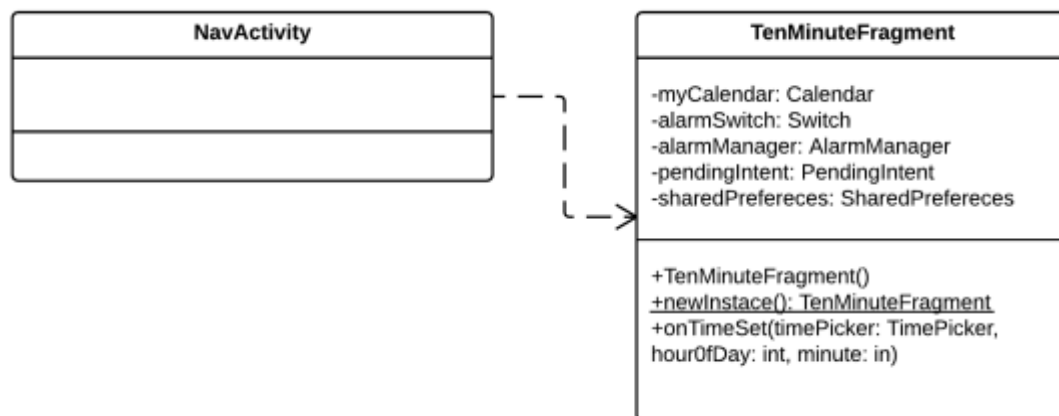 NavActivity
TenMinuteFragment
-myCalendar: Calendar
-alarmSwitch: Switch
-alarmManager: AlarmManager
-pendingIntent: PendingIntent
-sharedPrefereces: SharedPrefereces
+TenMinuteFragment()
+newInstace(): TenMinuteFragment
+onTimeSet(timePicker: TimePicker,
hour0fDay: int, minute: in)